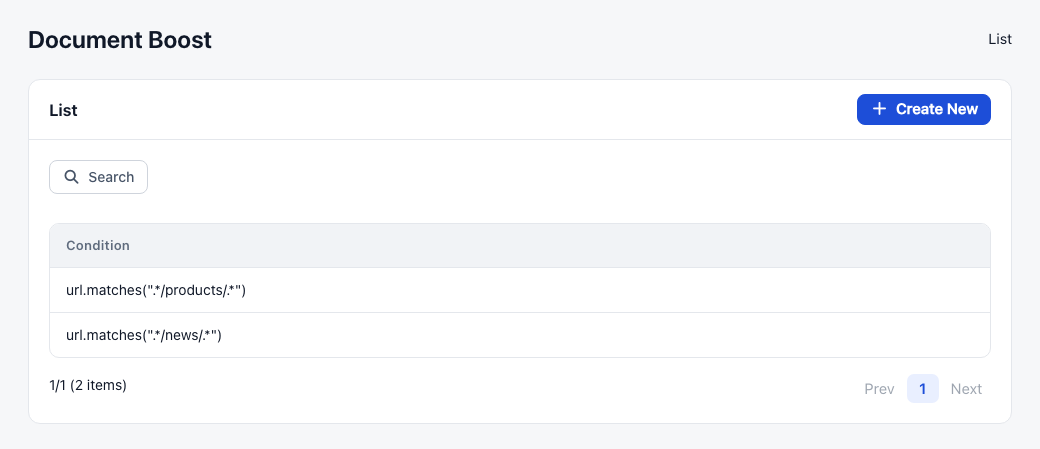 Document Boost
List
List
Create New
Search
Condition
url.matches(".*/products/.*")
url.matches(".*/news/.*")
1/1 (2 items)
Prev 1 Next